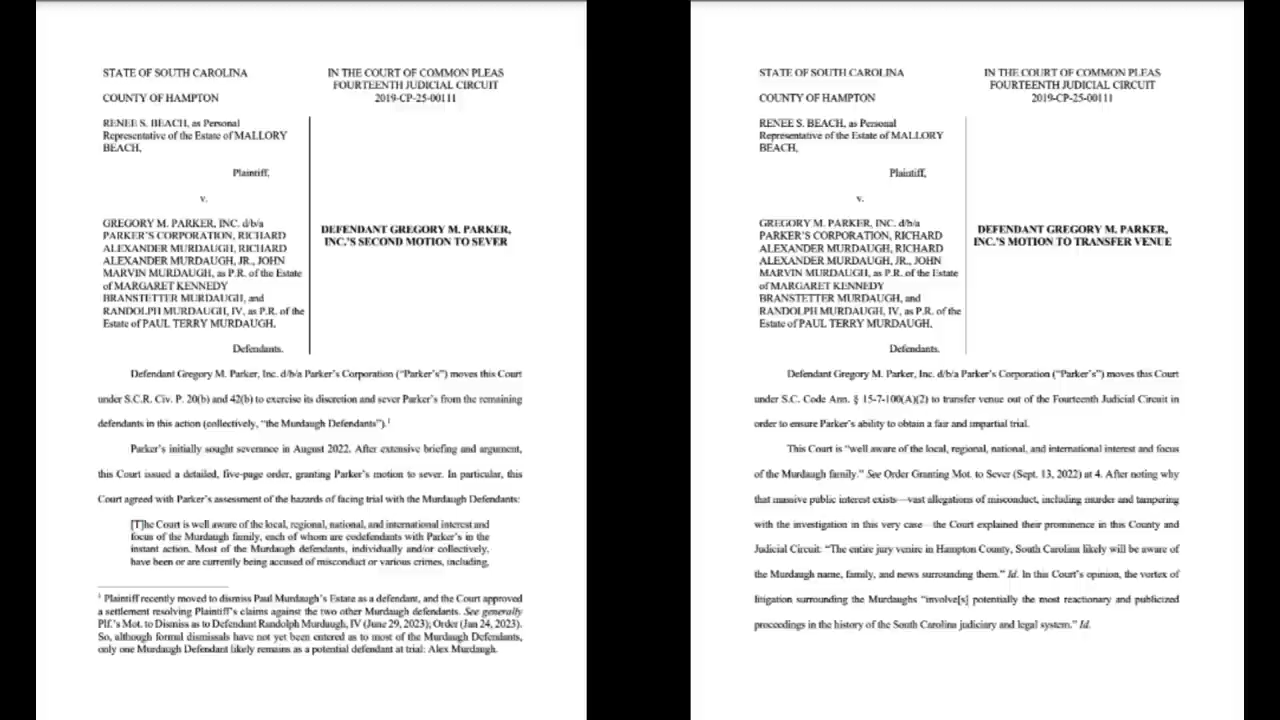 STATE OF SOUTH CAROLINA
COUNTY OF HAMPTON
IN THE COURT OF COMMON PLEAS
FOURTEENTH JUDICIAL CIRCUIT
2019-CP-25-00111
RENEE S. BEACH, as Personal
Representative of the Estate of MALLORY
BEACH,
Plaintiff,
v.
GREGORY M. PARKER, INC. d/b/a
PARKER'S CORPORATION, RICHARD
ALEXANDER MURDAUGH, RICHARD
ALEXANDER MURDAUGH, JR., JOHN
MARVIN MURDAUGH, as P.R. of the Estate
of MARGARET KENNEDY
BRANSTETTER MURDAUGH, and
RANDOLPH MURDAUGH, IV, as P.R. of the
Estate of PAUL TERRY MURDAUGH,
Defendants.
DEFENDANT GREGORY M. PARKER,
INC.'S SECOND MOTION TO SEVER
Defendant Gregory M. Parker, Inc. d/b/a Parker's Corporation ("Parker's") moves this Court
under S.C.R. Civ. P. 20(b) and 42(b) to exercise its discretion and sever Parker's from the remaining
defendants in this action (collectively, "the Murdaugh Defendants").1
Parker's initially sought severance in August 2022. After extensive briefing and argument,
this Court issued a detailed, five-page order, granting Parker's motion to sever. In particular, this
Court agreed with Parker's assessment of the hazards of facing trial with the Murdaugh Defendants:
[T]he Court is well aware of the local, regional, national, and international interest and
focus of the Murdaugh family, each of whom are codefendants with Parker's in the
instant action. Most of the Murdaugh defendants, individually and/or collectively,
have been or are currently being accused of misconduct or various crimes, including,
1 Plaintiff recently moved to dismiss Paul Murdaugh's Estate as a defendant, and the Court approved
a settlement resolving Plaintiff's claims against the two other Murdaugh defendants. See generally
Plf.'s Mot. to Dismiss as to Defendant Randolph Murdaugh, IV (June 29, 2023); Order (Jan 24, 2023).
So, although formal dismissals have not yet been entered as to most of the Murdaugh Defendants,
only one Murdaugh Defendant likely remains as a potential defendant at trial: Alex Murdaugh.
STATE OF SOUTH CAROLINA
COUNTY OF HAMPTON
IN THE COURT OF COMMON PLEAS
FOURTEENTH JUDICIAL CIRCUIT
2019-CP-25-00111
RENEE S. BEACH, as Personal
Representative of the Estate of MALLORY
BEACH,
Plaintiff,
v.
GREGORY M. PARKER, INC. d/b/a
PARKER'S CORPORATION, RICHARD
ALEXANDER MURDAUGH, RICHARD
ALEXANDER MURDAUGH, JR., JOHN
MARVIN MURDAUGH, as P.R. of the Estate
of MARGARET KENNEDY
BRANSTETTER MURDAUGH, and
RANDOLPH MURDAUGH, IV, as P.R. of the
Estate of PAUL TERRY MURDAUGH,
Defendants.
DEFENDANT GREGORY M. PARKER,
INC.'S MOTION TO TRANSFER VENUE
Defendant Gregory M. Parker, Inc. d/b/a Parker's Corporation ("Parker's") moves this Court
under S.C. Code Ann. § 15-7-100(A)(2) to transfer venue out of the Fourteenth Judicial Circuit in
order to ensure Parker's ability to obtain a fair and impartial trial.
This Court is "well aware of the local, regional, national, and international interest and focus
of the Murdaugh family." See Order Granting Mot. to Sever (Sept. 13, 2022) at 4. After noting why
that massive public interest exists—vast allegations of misconduct, including murder and tampering
with the investigation in this very case—the Court explained their prominence in this County and
Judicial Circuit: "The entire jury venire in Hampton County, South Carolina likely will be aware of
the Murdaugh name, family, and news surrounding them." Id. In this Court's opinion, the vortex of
litigation surrounding the Murdaughs "involve[s] potentially the most reactionary and publicized
proceedings in the history of the South Carolina judiciary and legal system." Id.